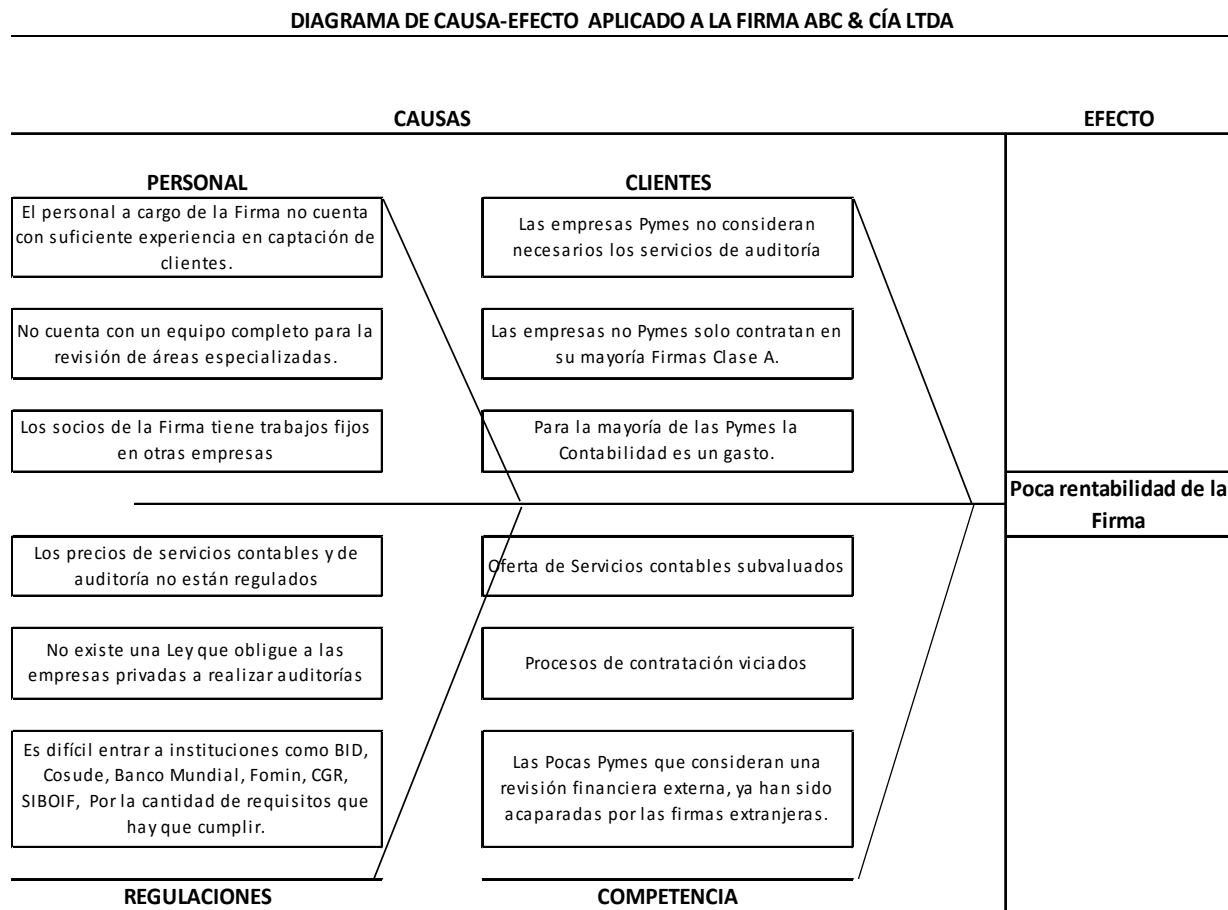 DIAGRAMA DE CAUSA-EFECTO APLICADO A LA FIRMA ABC & CÍA LTDA
CAUSAS
EFECTO
PERSONAL
El personal a cargo de la Firma no cuenta
con suficiente experiencia en captación de
clientes.
No cuenta con un equipo completo para la
revisión de áreas especializadas.
Los socios de la Firma tiene trabajos fijos
en otras empresas
CLIENTES
Las empresas Pymes no consideran
necesarios los servicios de auditoría
Las empresas no Pymes solo contratan en
su mayoría Firmas Clase A.
Para la mayoría de las Pymes la
Contabilidad es un gasto.
Poca rentabilidad de la
Firma
Los precios de servicios contables y de
auditoría no están regulados
No existe una Ley que obligue a las
empresas privadas a realizar auditorías
Es difícil entrar a instituciones como BID,
Cosude, Banco Mundial, Fomin, CGR,
SIBOIF, Por la cantidad de requisitos que
hay que cumplir.
REGULACIONES
Oferta de Servicios contables subvaluados
Procesos de contratación viciados
Las Pocas Pymes que consideran una
revisión financiera externa, ya han sido
acaparadas por las firmas extranjeras.
COMPETENCIA